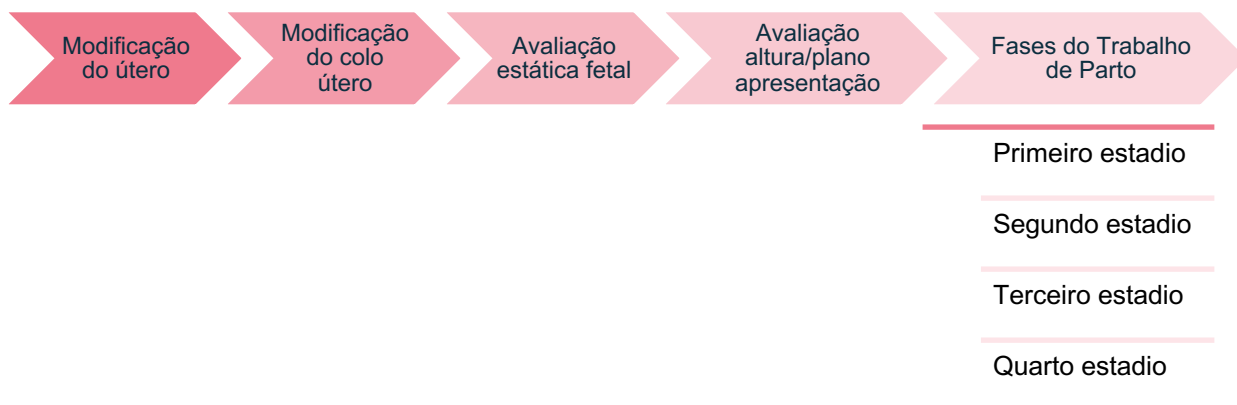 Modificação
do útero
Modificação
do colo
útero
Avaliação
estática fetal
Avaliação
altura/plano
apresentação
Fases do Trabalho
de Parto
Primeiro estadio
Segundo estadio
Terceiro estadio
Quarto estadio